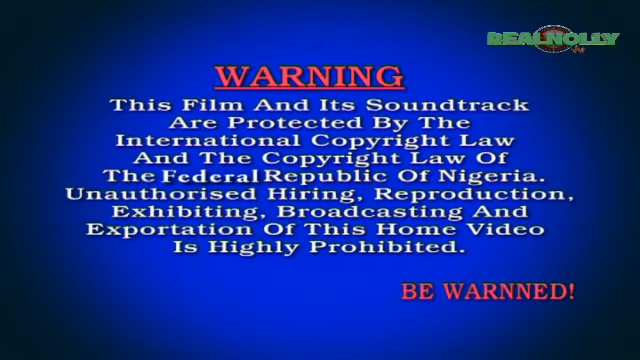 REALNOLLY
WARNING
This Film And Its Soundtrack
Are Protected By The
International Copyright Law
And The Copyright Law Of
The Federal Republic Of Nigeria.
Unauthorised Hiring, Reproduction,
Exhibiting, Broadcasting And
Exportation Of This Home Video
Is Highly Prohibited.
BE WARNNED!